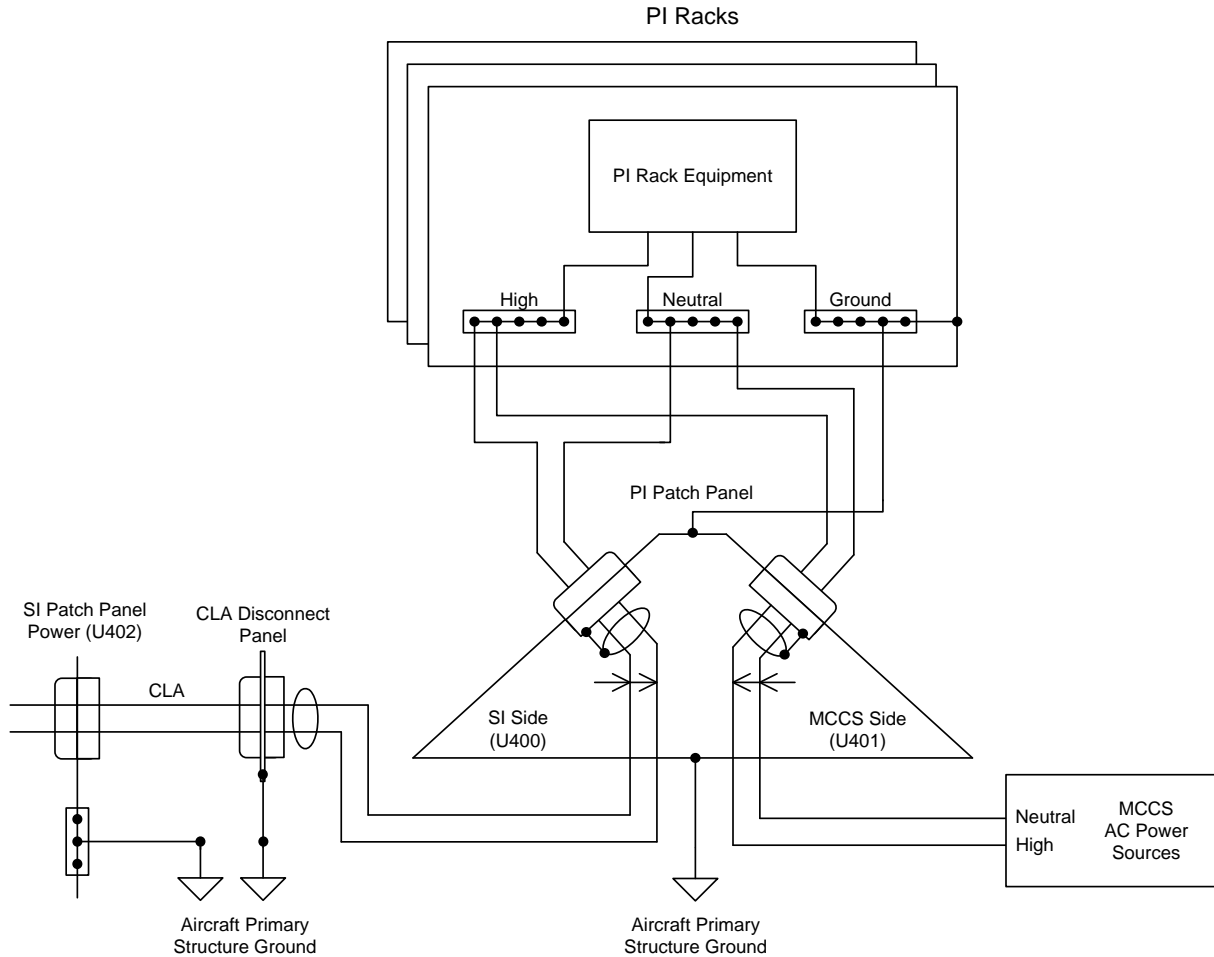 PI Racks
PI Rack Equipment
High
Neutral
Ground
PI Patch Panel
SI Patch Panel
Power (U402)
CLA Disconnect
Panel
CLA
SI Side
(U400)
MCCS Side
(U401)
Neutral
High
MCCS
AC Power
Sources
Aircraft Primary
Structure Ground
Aircraft Primary
Structure Ground